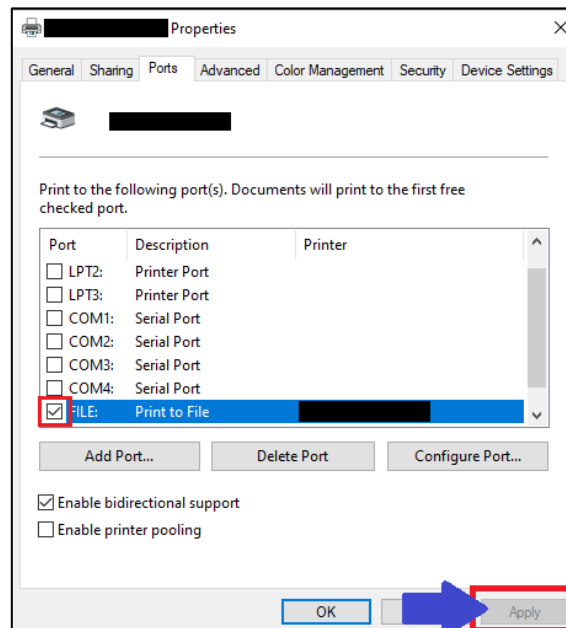 Properties
General Sharing Ports Advanced Color Management Security Device Settings
Print to the following port(s). Documents will print to the first free
checked port.
Port Description Printer
LPT2: Printer Port
LPT3: Printer Port
COM1: Serial Port
COM2: Serial Port
COM3: Serial Port
COM4: Serial Port
FILE: Print to File
Add Port... Delete Port Configure Port...
Enable bidirectional support
Enable printer pooling
OK Apply